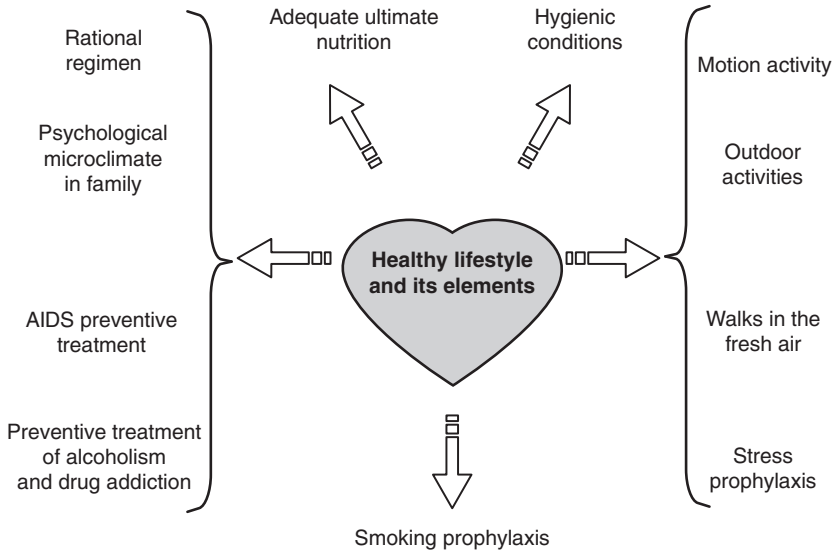 Rational
regimen
Adequate ultimate
nutrition
Hygienic
conditions
Motion activity
Psychological
microclimate
in family
Outdoor
activities
Healthy lifestyle
and its elements
AIDS preventive
treatment
Walks in the
fresh air
Preventive treatment
of alcoholism
and drug addiction
Stress
prophylaxis
Smoking prophylaxis